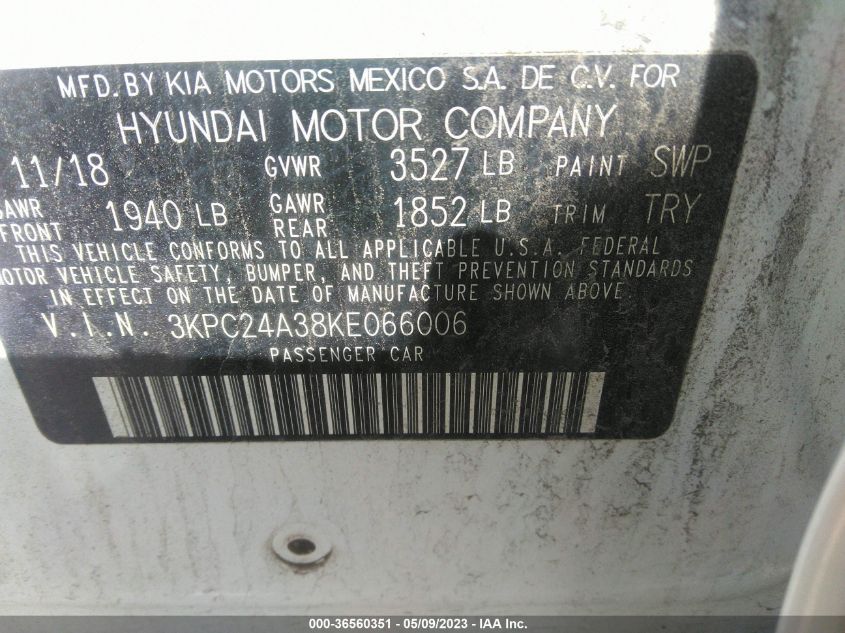 MFD. BY KIA MOTORS MEXICO S.A. DE C.V. FOR
HYUNDAI MOTOR COMPANY
11/18 GVWR 3527 LB PAINT SWP
GAWR FRONT 1940 LB GAWR REAR 1852 LB TRIM TRY
THIS VEHICLE CONFORMS TO ALL APPLICABLE U.S.A. FEDERAL
MOTOR VEHICLE SAFETY, BUMPER, AND THEFT PREVENTION STANDARDS
IN EFFECT ON THE DATE OF MANUFACTURE SHOWN ABOVE.
V.I.N. 3KPC24A38KE066006
PASSENGER CAR
000-36560351 | 05/09/2023 - IAA Inc.